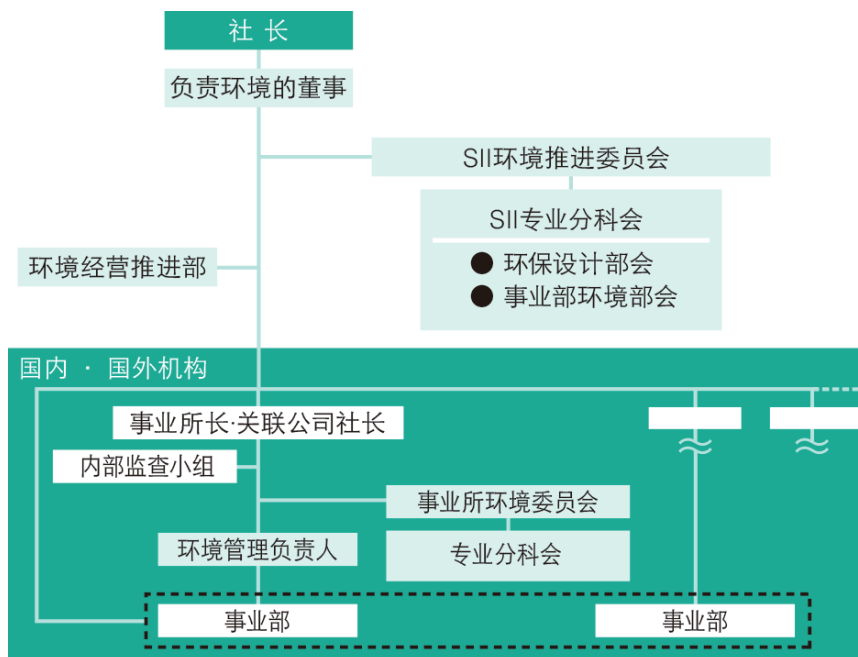 社 长
负责环境的董事
SII环境推进委员会
SII专业分科会
环境经营推进部
● 环保设计部会
● 事业部环境部会
国内 · 国外机构
事业所长·关联公司社长
内部监查小组
事业所环境委员会
环境管理负责人
专业分科会
事业部
事业部